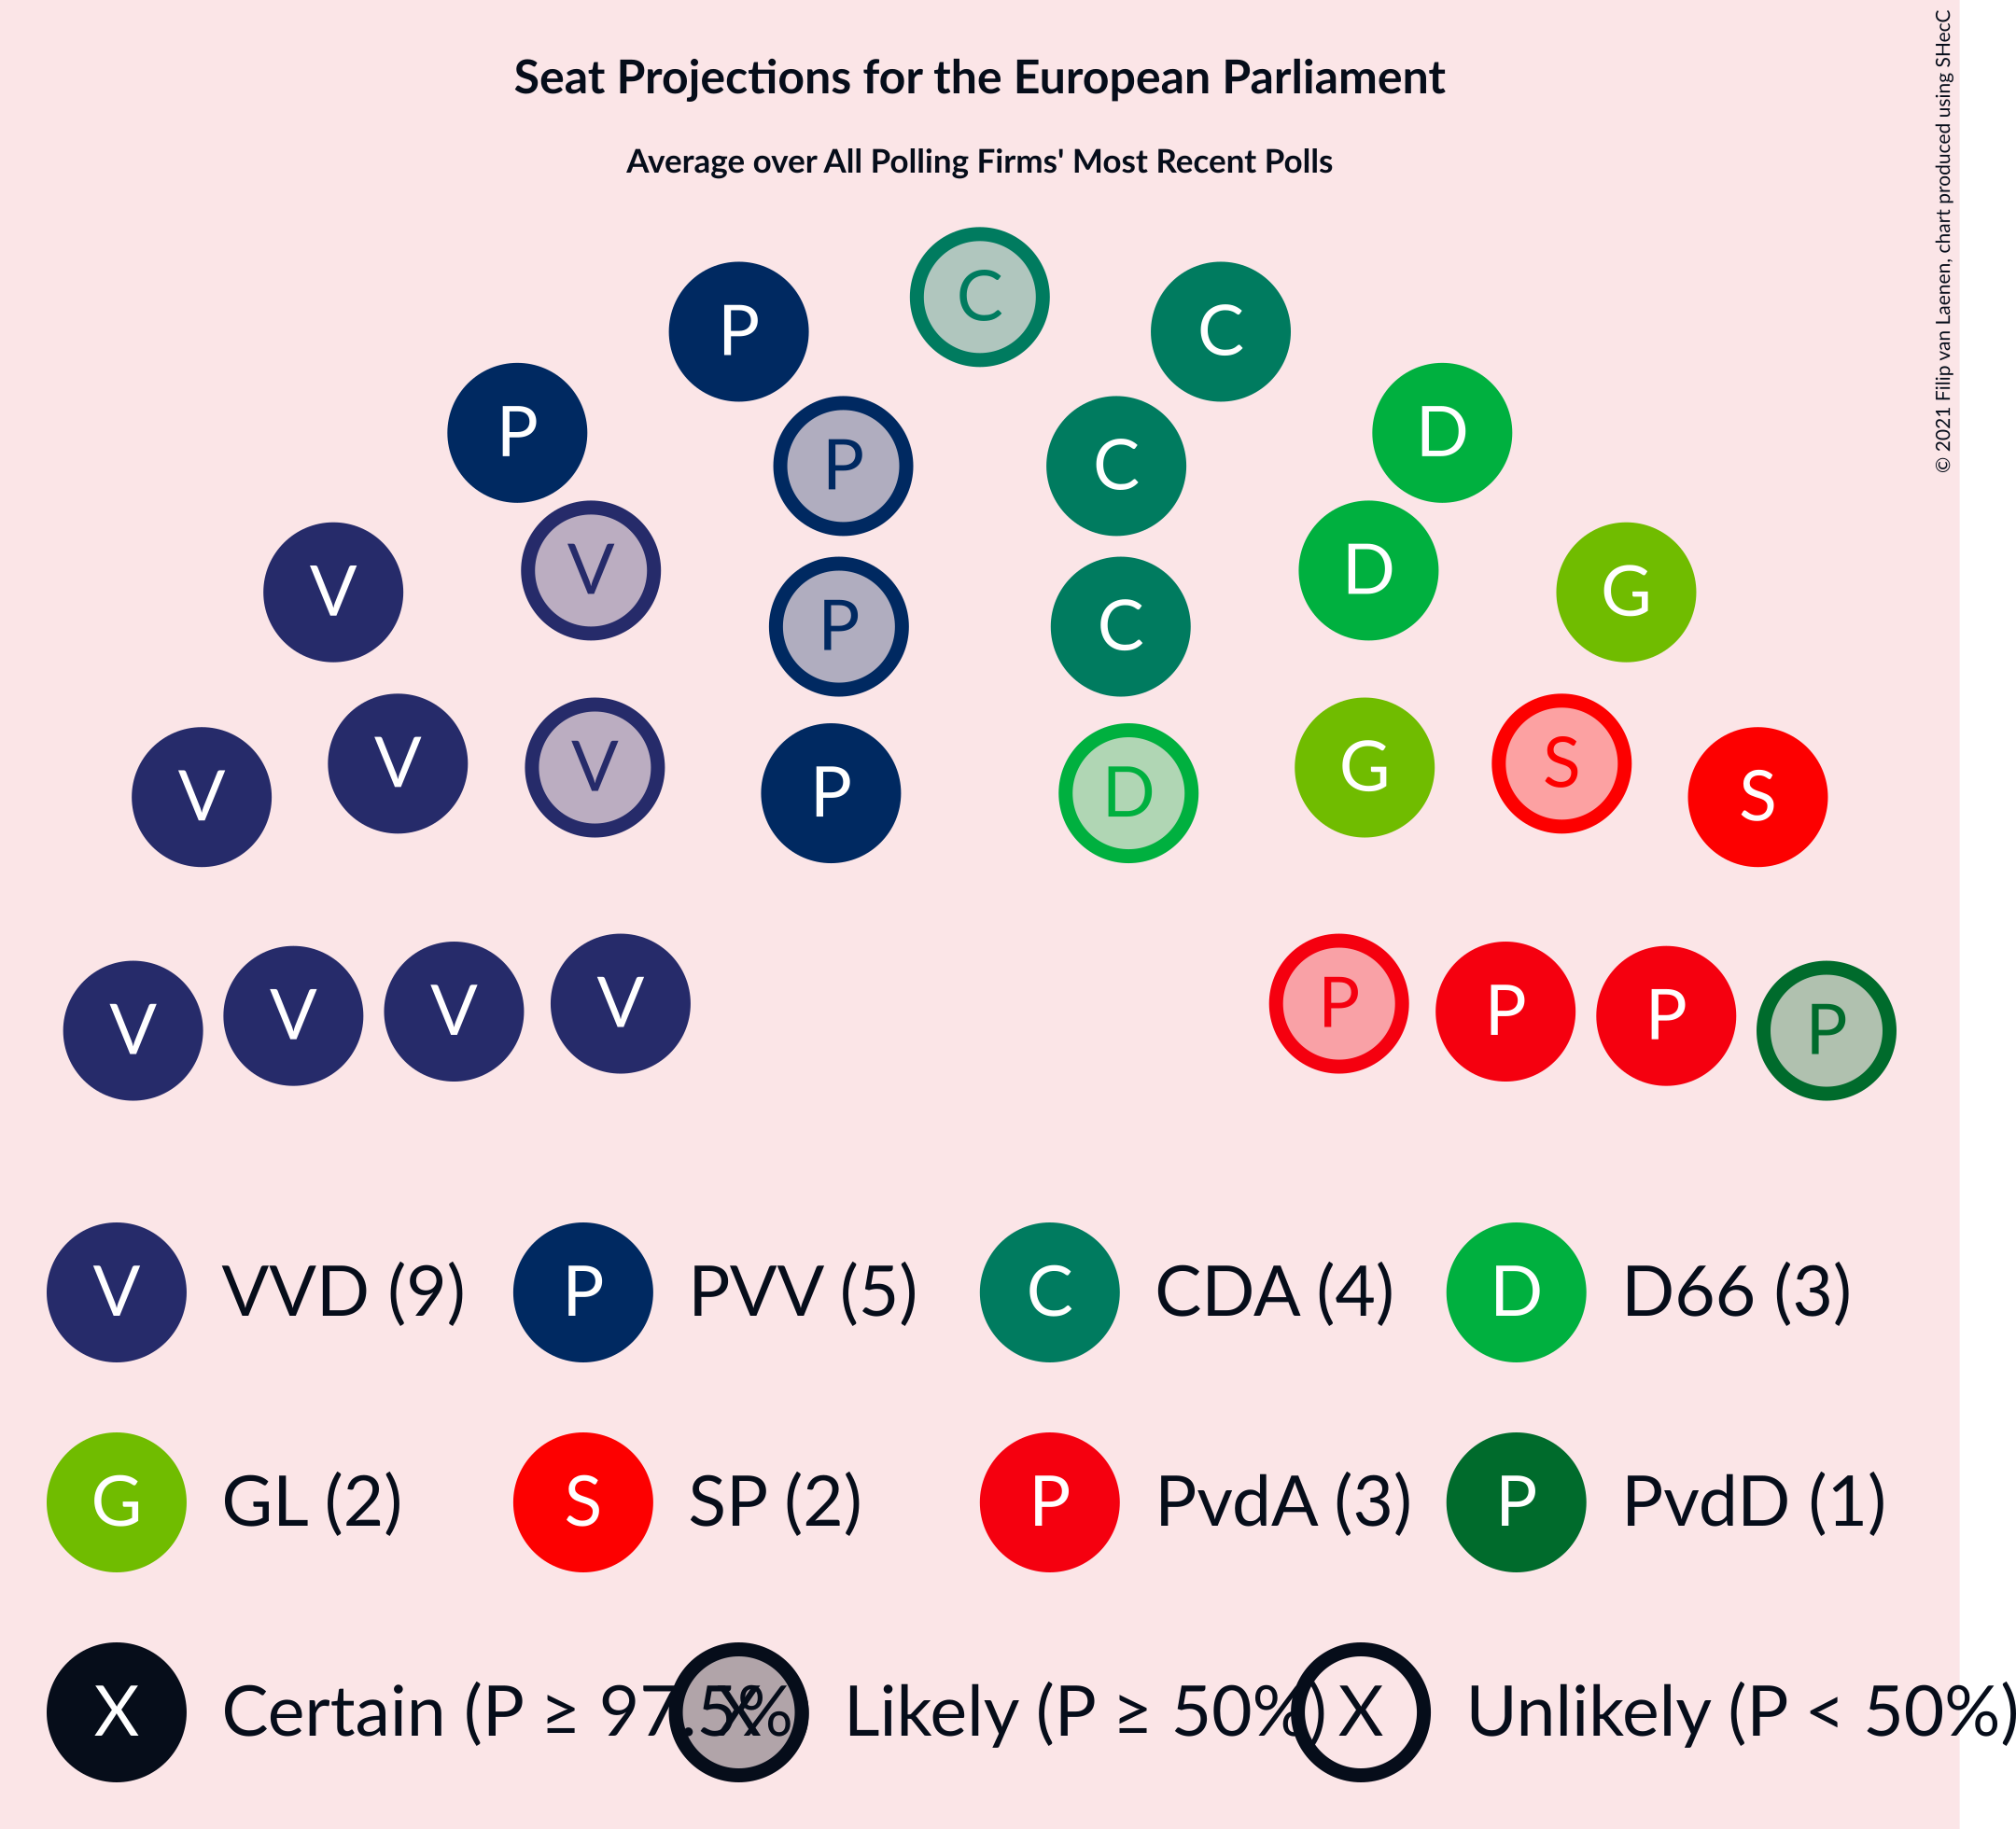 Seat Projections for the European Parliament
Average over All Polling Firms' Most Recent Polls
© 2021 Filip van Laenen, chart produced using SHecC
C
P C
P D
P C
V D
V G
P C
V S
V G
V S
P D
V V V V
P P P P
V VVD (9) P PVV (5) C CDA (4) D D66 (3)
G GL (2) S SP (2) P PvdA (3) P PvdD (1)
X Certain (P ≥ 97.5% X Likely (P ≥ 50%) X Unlikely (P < 50%)